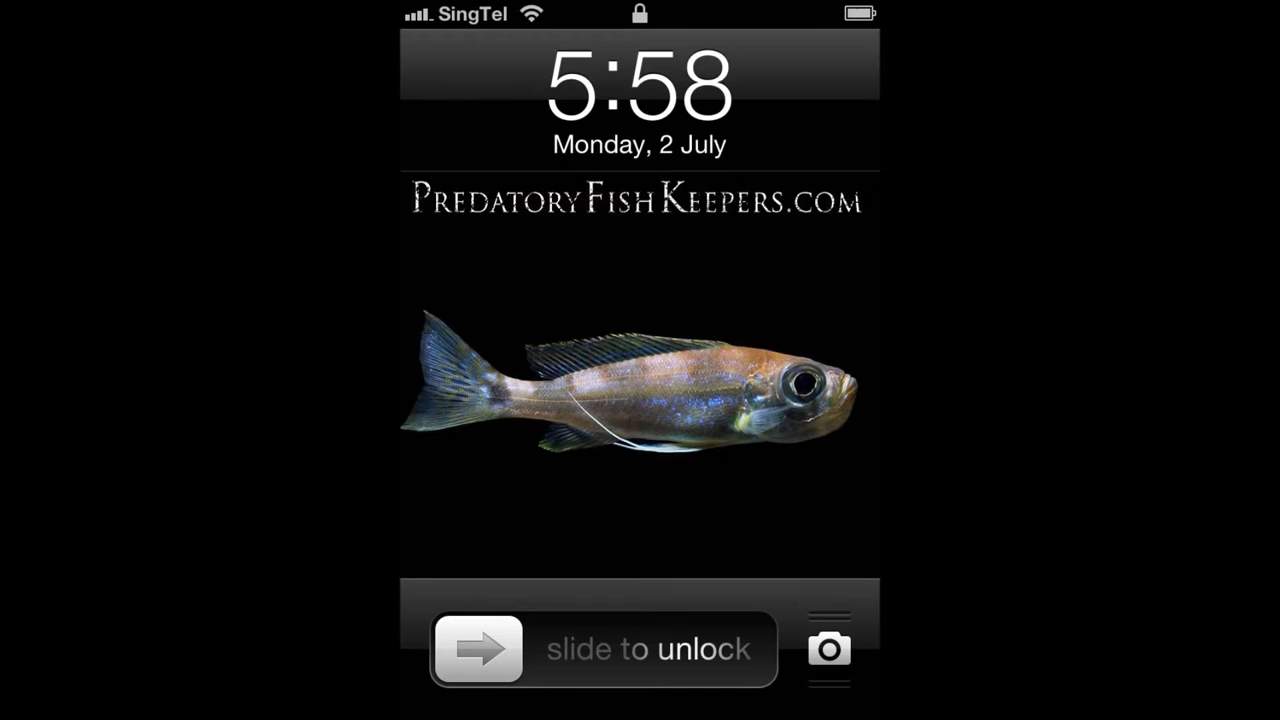 SingTel
5:58
Monday, 2 July
PREDATORYFISHKEEPERS.COM
slide to unlock